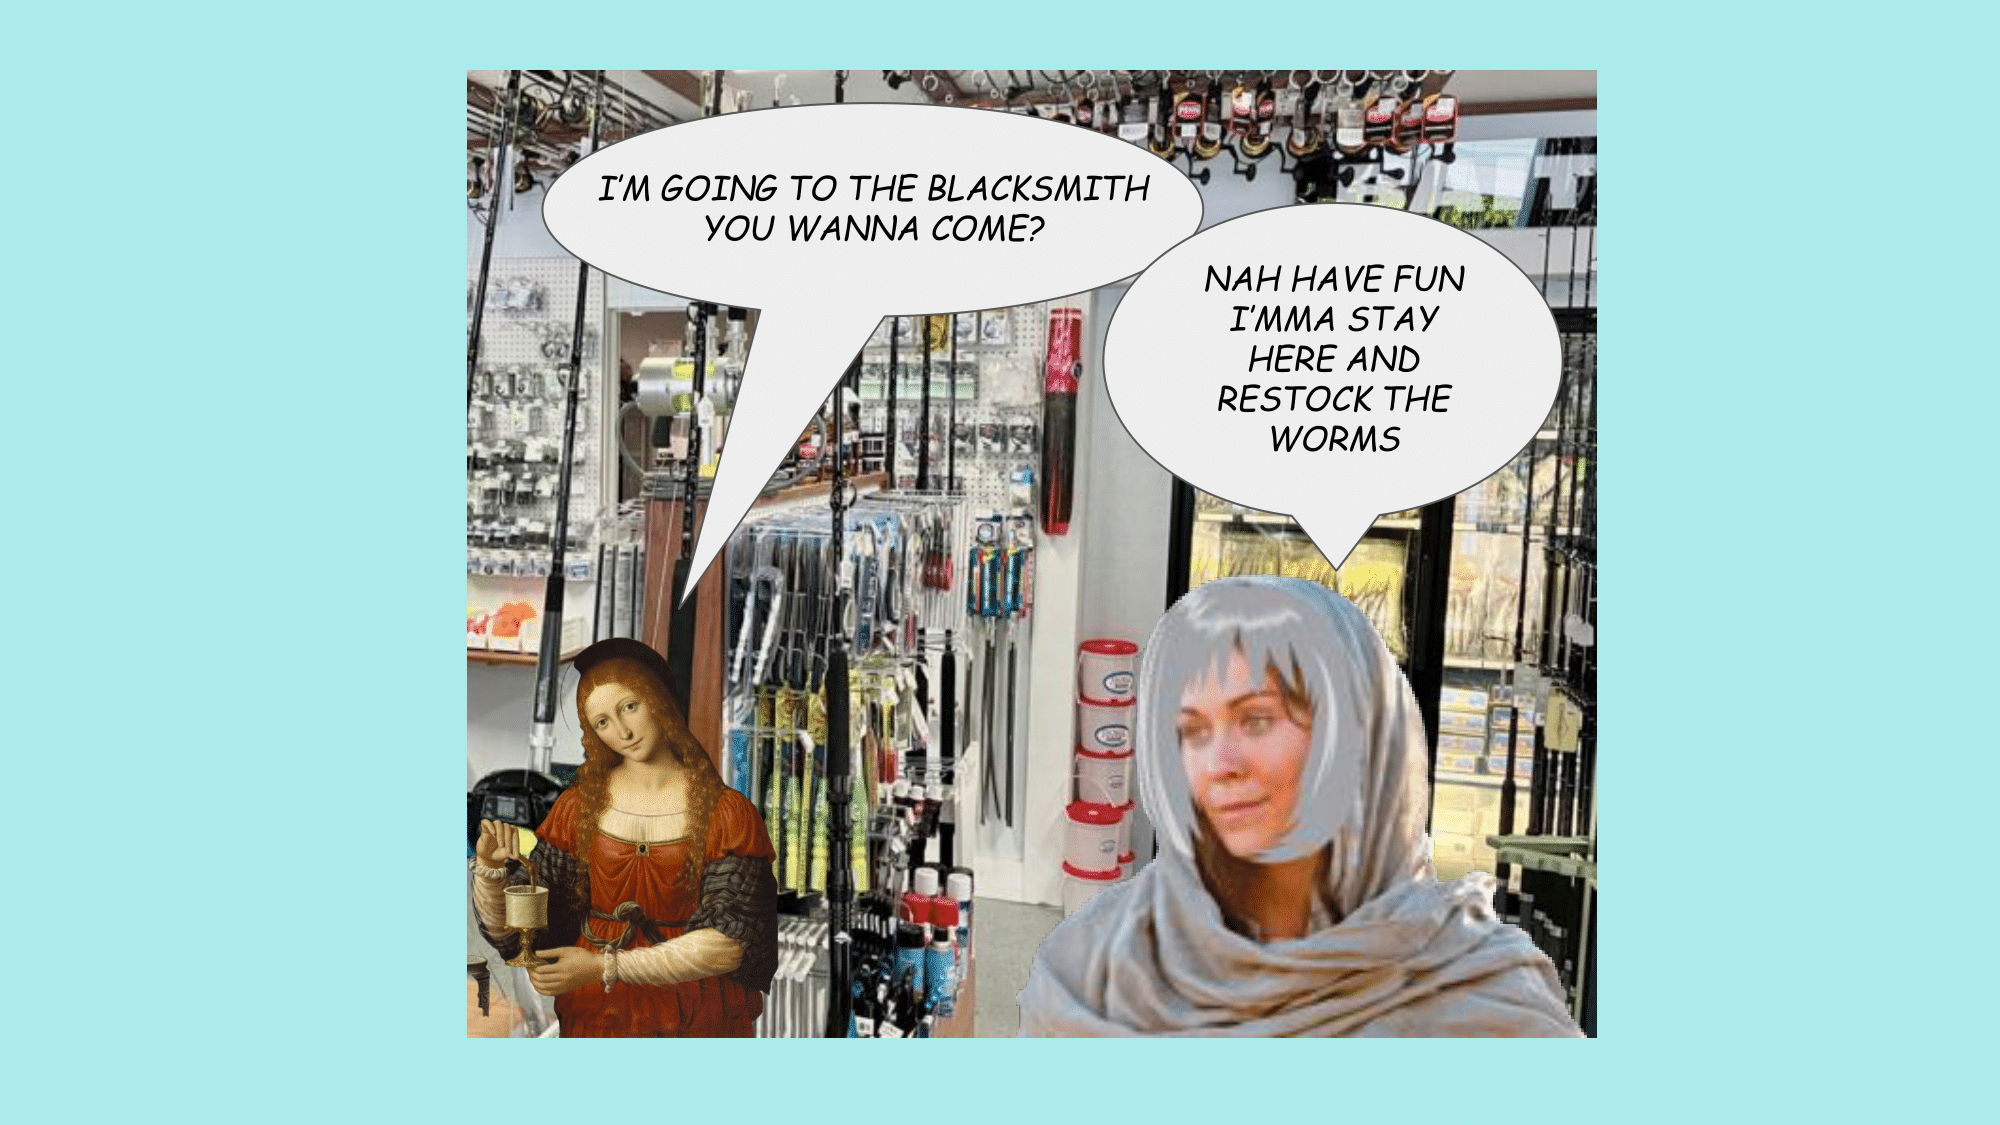 I'M GOING TO THE BLACKSMITH
YOU WANNA COME?
NAH HAVE FUN
I'MMA STAY
HERE AND
RESTOCK THE
WORMS